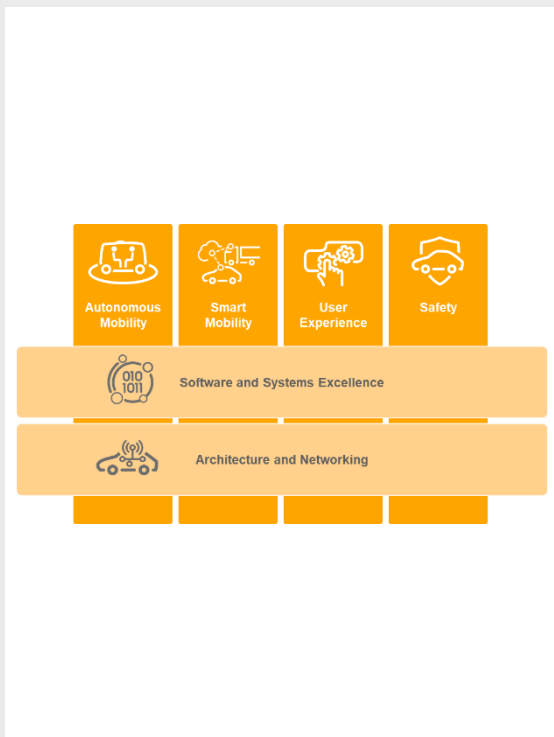 Autonomous
Mobility
Smart
Mobility
User
Experience
Safety
010
1011
Software and Systems Excellence
Architecture and Networking